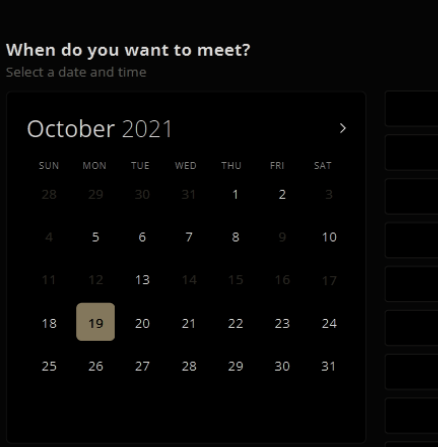 When do you want to meet?
Select a date and time
October 2021
SUN MON TUE WED THU FRI SAT
28 29 30 31 1 2 3
4 5 6 7 8 9 10
11 12 13 14 15 16 17
18 19 20 21 22 23 24
25 26 27 28 29 30 31